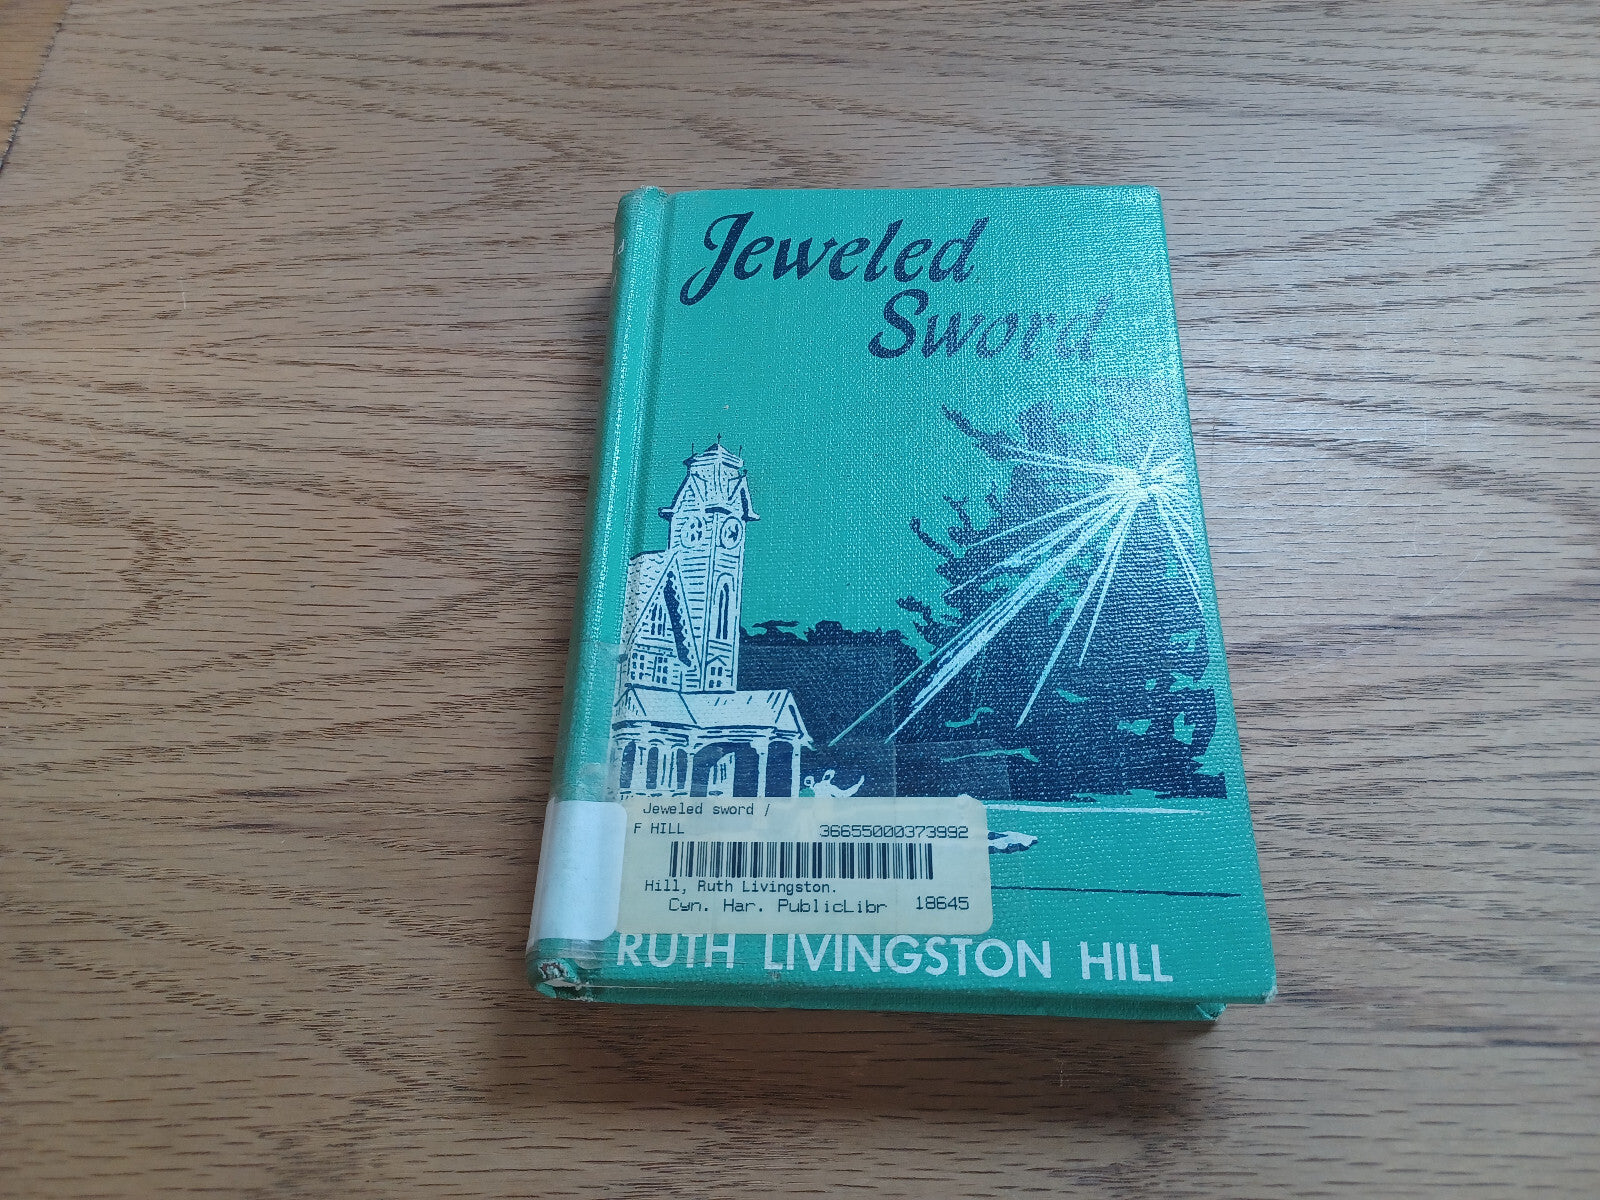 Jeweled
Sword
Jeweled sword /
F HILL 36655000373992
Hill, Ruth Livingston.
Cyn. Har. PublicLibr 18645
RUTH LIVINGSTON HILL